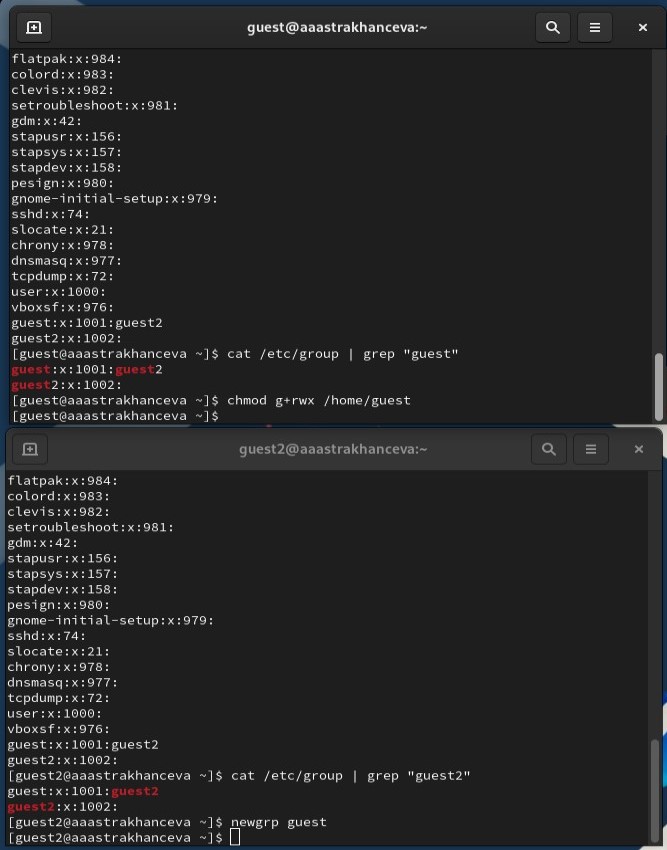 guest@aaastrakhanceva:~
flatpak:x:984:
colord:x:983:
clevis:x:982:
setroubleshoot:x:981:
gdm:x:42:
stapusr:x:156:
stapsys:x:157:
stapdev:x:158:
pesign:x:980:
gnome-initial-setup:x:979:
sshd:x:74:
slocate:x:21:
chrony:x:978:
dnsmasq:x:977:
tcpdump:x:72:
user:x:1000:
vboxsf:x:976:
guest:x:1001:guest2
guest2:x:1002:
[guest@aaastrakhanceva ~]$ cat /etc/group | grep "guest"
guest:x:1001:guest2
guest2:x:1002:
[guest@aaastrakhanceva ~]$ chmod g+rwx /home/guest
[guest@aaastrakhanceva ~]$
guest2@aaastrakhanceva:~
flatpak:x:984:
colord:x:983:
clevis:x:982:
setroubleshoot:x:981:
gdm:x:42:
stapusr:x:156:
stapsys:x:157:
stapdev:x:158:
pesign:x:980:
gnome-initial-setup:x:979:
sshd:x:74:
slocate:x:21:
chrony:x:978:
dnsmasq:x:977:
tcpdump:x:72:
user:x:1000:
vboxsf:x:976:
guest:x:1001:guest2
guest2:x:1002:
[guest2@aaastrakhanceva ~]$ cat /etc/group | grep "guest2"
guest:x:1001:guest2
guest2:x:1002:
[guest2@aaastrakhanceva ~]$ newgrp guest
[guest2@aaastrakhanceva ~]$